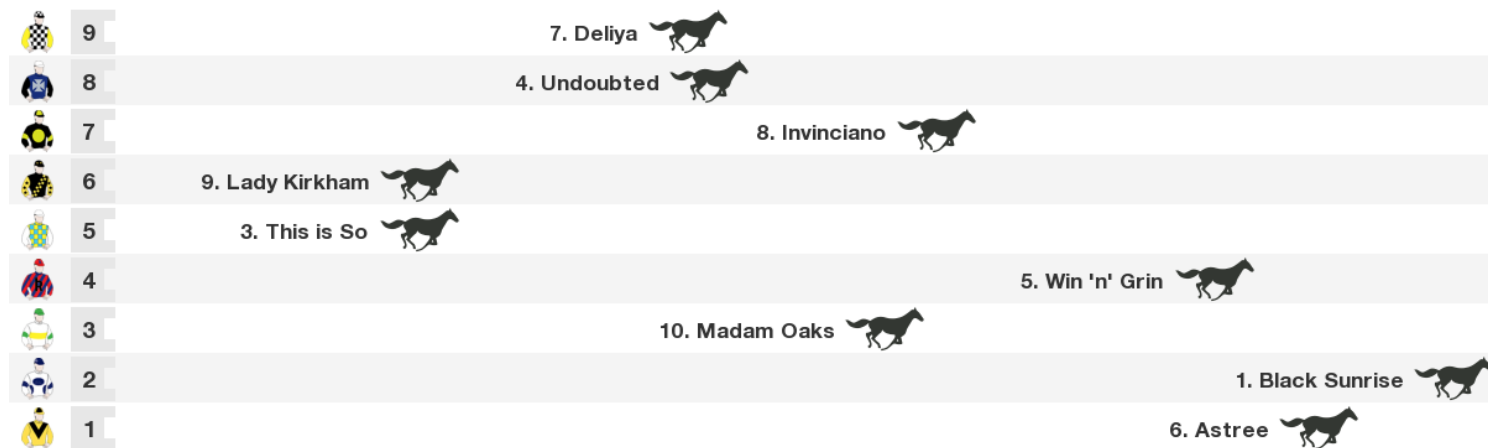 9 7. Deliya
8 4. Undoubted
7 8. Invinciano
6 9. Lady Kirkham
5 3. This is So
4 5. Win 'n' Grin
3 10. Madam Oaks
2 1. Black Sunrise
1 6. Astree